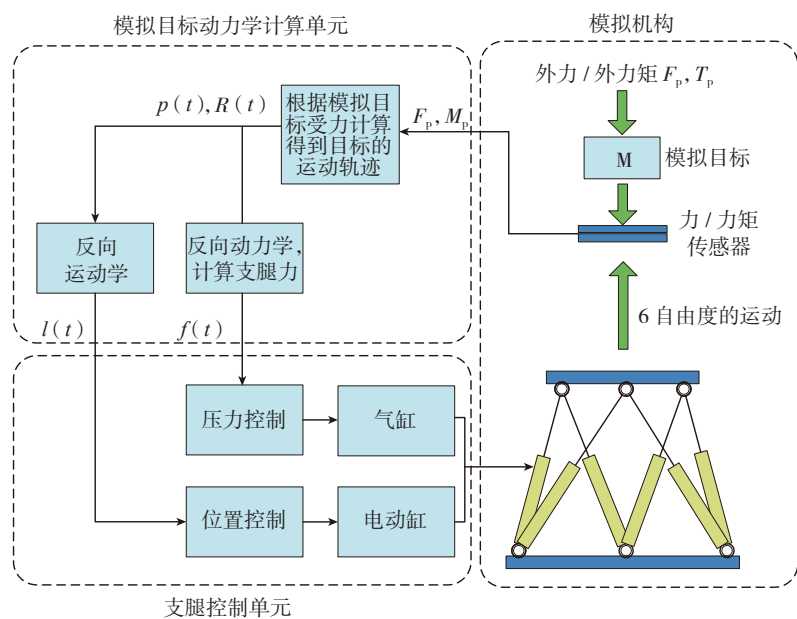 模拟目标动力学计算单元
p(t), R(t)
根据模拟目
标受力计算
得到目标的
运动轨迹
F_p, M_p
反向
运动学
反向动力学，
计算支腿力
l(t)
f(t)
压力控制
气缸
位置控制
电动缸
支腿控制单元
模拟机构
外力/外力矩 F_p, T_p
M
模拟目标
力/力矩
传感器
6自由度的运动